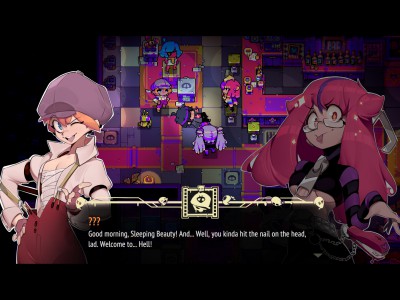 ???
Good morning, Sleeping Beauty! And... Well, you kinda hit the nail on the head,
lad. Welcome to... Hell!